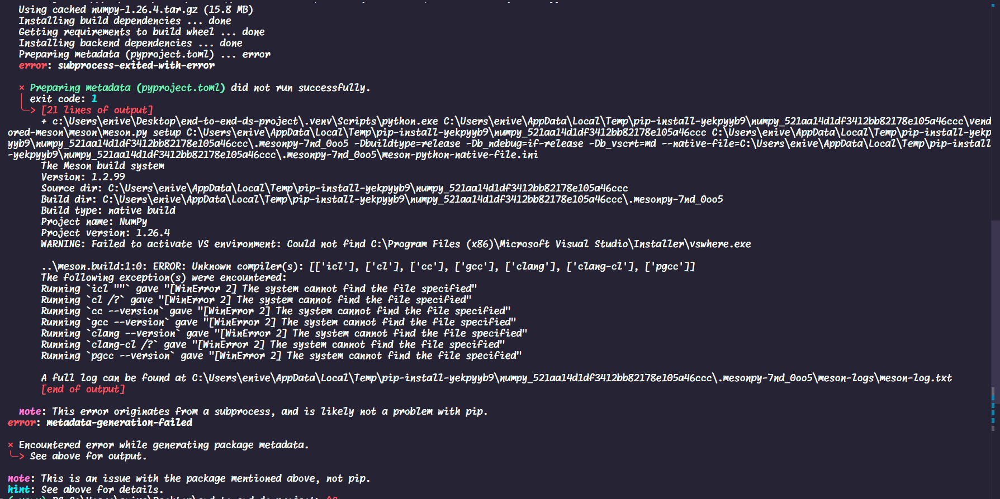 Using cached numpy-1.26.4.tar.gz (15.8 MB)
Installing build dependencies ... done
Getting requirements to build wheel ... done
Installing backend dependencies ... done
Preparing metadata (pyproject.toml) ... error
error: subprocess-exited-with-error
× Preparing metadata (pyproject.toml) did not run successfully.
│ exit code: 1
╰─> [21 lines of output]
+ c:\Users\enive\Desktop\end-to-end-ds-project\.venv\Scripts\python.exe C:\Users\enive\AppData\Local\Temp\pip-install-yekpyyb9\numpy_521aa14d1df3412bb82178e105a46ccc\vend
ored-meson\meson\meson.py setup C:\Users\enive\AppData\Local\Temp\pip-install-yekpyyb9\numpy_521aa14d1df3412bb82178e105a46ccc C:\Users\enive\AppData\Local\Temp\pip-install-yekp
yyb9\numpy_521aa14d1df3412bb82178e105a46ccc\.mesonpy-7nd_0oo5 -Dbuildtype=release -Db_ndebug=if-release -Db_vscrt=md --native-file=C:\Users\enive\AppData\Local\Temp\pip-install
-yekpyyb9\numpy_521aa14d1df3412bb82178e105a46ccc\.mesonpy-7nd_0oo5\meson-python-native-file.ini
The Meson build system
Version: 1.2.99
Source dir: C:\Users\enive\AppData\Local\Temp\pip-install-yekpyyb9\numpy_521aa14d1df3412bb82178e105a46ccc
Build dir: C:\Users\enive\AppData\Local\Temp\pip-install-yekpyyb9\numpy_521aa14d1df3412bb82178e105a46ccc\.mesonpy-7nd_0oo5
Build type: native build
Project name: NumPy
Project version: 1.26.4
WARNING: Failed to activate VS environment: Could not find C:\Program Files (x86)\Microsoft Visual Studio\Installer\vswhere.exe
..\meson.build:1:0: ERROR: Unknown compiler(s): [['icl'], ['cl'], ['cc'], ['gcc'], ['clang'], ['clang-cl'], ['pgcc']]
The following exception(s) were encountered:
Running `icl ""` gave "[WinError 2] The system cannot find the file specified"
Running `cl /?` gave "[WinError 2] The system cannot find the file specified"
Running `cc --version` gave "[WinError 2] The system cannot find the file specified"
Running `gcc --version` gave "[WinError 2] The system cannot find the file specified"
Running `clang --version` gave "[WinError 2] The system cannot find the file specified"
Running `clang-cl /?` gave "[WinError 2] The system cannot find the file specified"
Running `pgcc --version` gave "[WinError 2] The system cannot find the file specified"
A full log can be found at C:\Users\enive\AppData\Local\Temp\pip-install-yekpyyb9\numpy_521aa14d1df3412bb82178e105a46ccc\.mesonpy-7nd_0oo5\meson-logs\meson-log.txt
[end of output]
note: This error originates from a subprocess, and is likely not a problem with pip.
error: metadata-generation-failed
× Encountered error while generating package metadata.
╰─> See above for output.
note: This is an issue with the package mentioned above, not pip.
hint: See above for details.